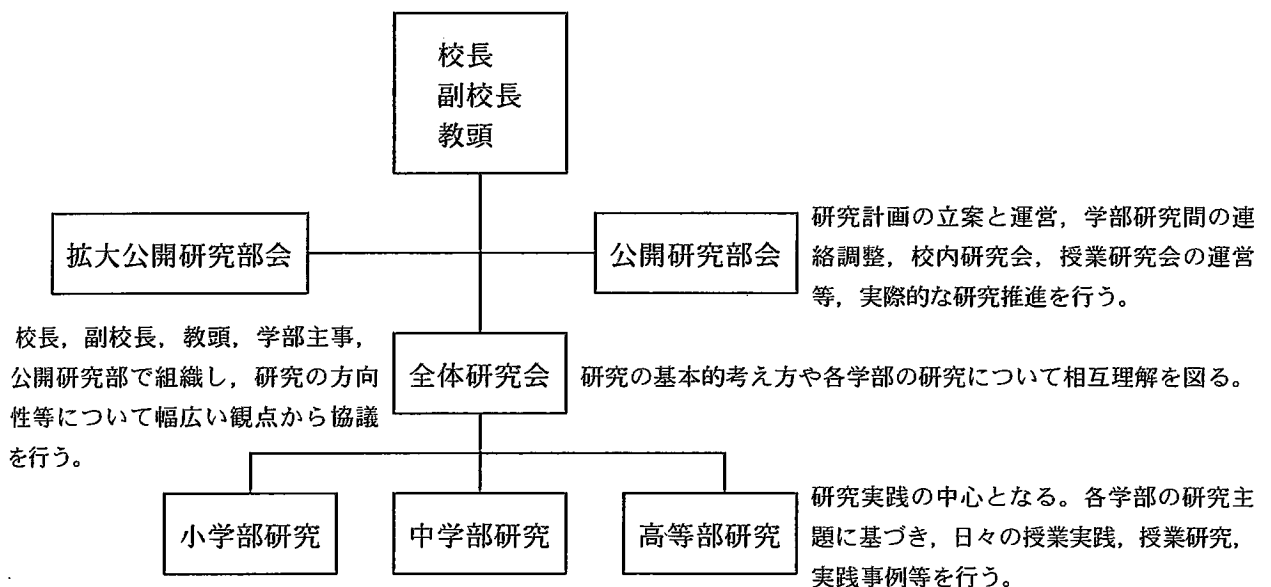 校長
副校長
教頭
拡大公開研究部会
公開研究部会
研究計画の立案と運営，学部研究間の連
絡調整，校内研究会，授業研究会の運営
等，実際的な研究推進を行う。
校長，副校長，教頭，学部主事，
公開研究部で組織し，研究の方向
性等について幅広い観点から協議
を行う。
全体研究会
研究の基本的考え方や各学部の研究について相互理解を図る。
小学部研究
中学部研究
高等部研究
研究実践の中心となる。各学部の研究主
題に基づき，日々の授業実践，授業研究，
実践事例等を行う。